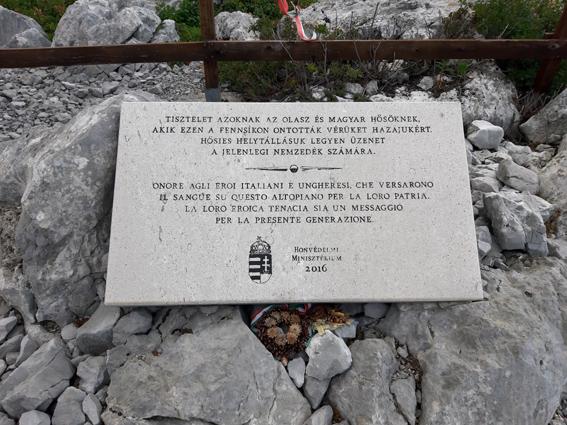 TISZTELET AZOKNAK AZ OLASZ ÉS MAGYAR HŐSÖKNEK,
AKIK EZEN A FENNSÍKON ONTOTTÁK VÉRÜKET HAZÁJUKÉRT.
HŐSIES HELYTÁLLÁSUK LEGYEN ÜZENET
A JELENLEGI NEMZEDÉK SZÁMÁRA.
ONORE AGLI EROI ITALIANI E UNGHERESI, CHE VERSARONO
IL SANGUE SU QUESTO ALTOPIANO PER LA LORO PATRIA.
LA LORO EROICA TENACIA SIA UN MESSAGGIO
PER LA PRESENTE GENERAZIONE.
HONVÉDELMI
MINISZTÉRIUM
2016